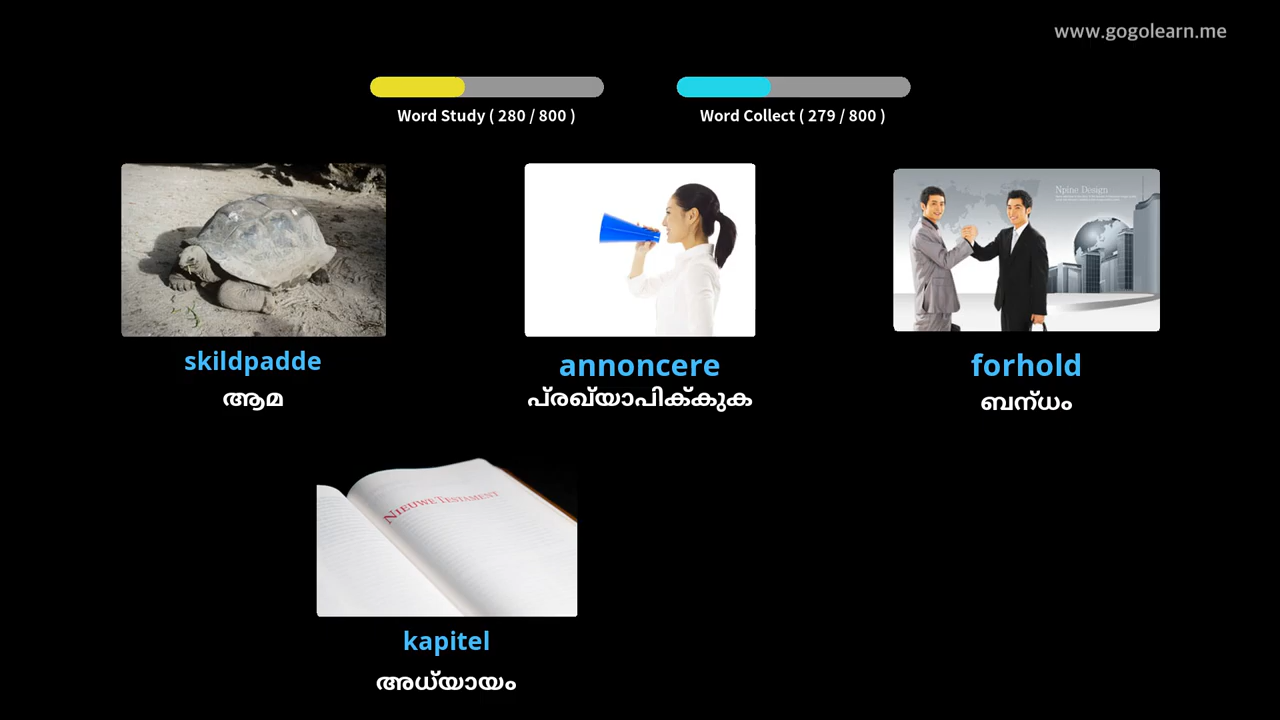 www.gogolearn.me
Word Study ( 280 / 800 )
Word Collect ( 279 / 800 )
Npine Design
skildpadde
annoncere
forhold
ആമ
പ്രഖ്യാപിക്കുക
ബന്ധം
NIEUWE TESTAMENT
kapitel
അധ്യായം